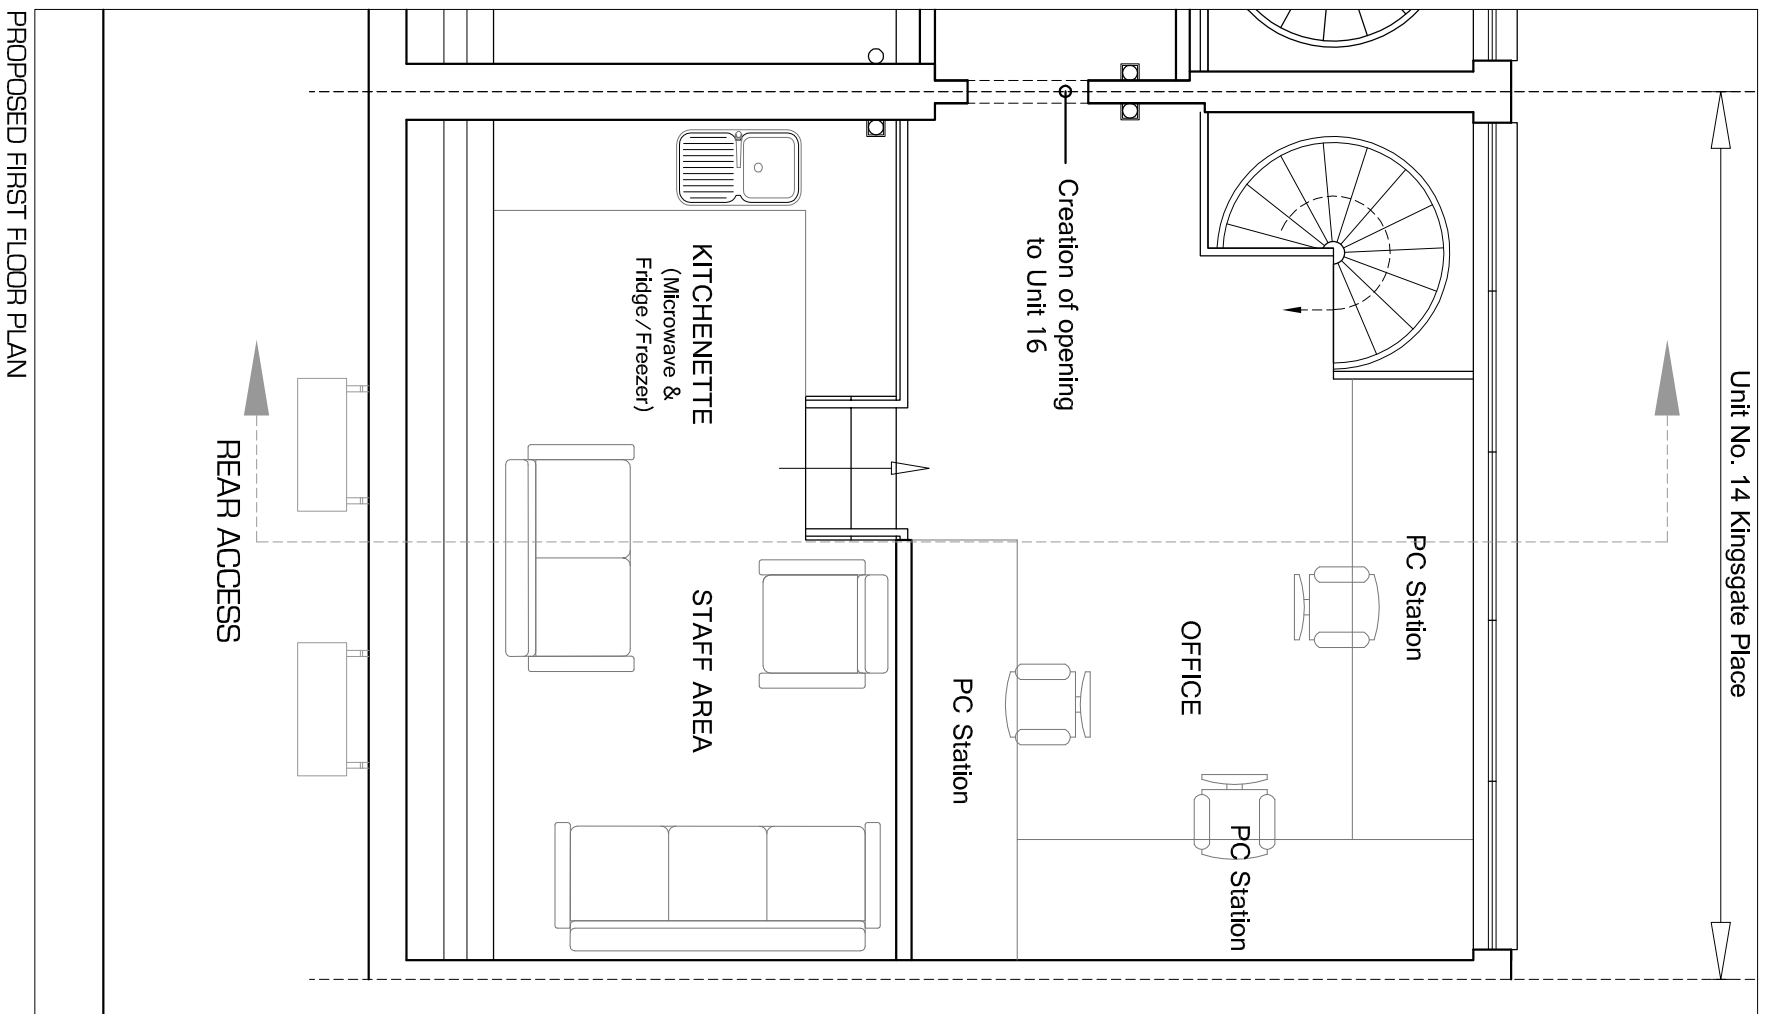 Unit No. 14 Kingsgate Place
PC Station
OFFICE
PC Station
PC Station
Creation of opening
to Unit 16
KITCHENETTE
(Microwave &
Fridge/Freezer)
STAFF AREA
REAR ACCESS
PROPOSED FIRST FLOOR PLAN